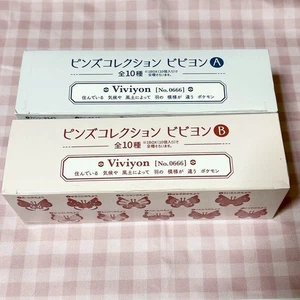 ピンズコレクション ビビヨン A
全10種
Viviyon [No.0666]
住んでいる 気候や 風土によって 羽の 模様が 違う ポケモン
ピンズコレクション ビビヨン B
全10種
Viviyon [No.0666]
住んでいる 気候や 風土によって 羽の 模様が 違う ポケモン